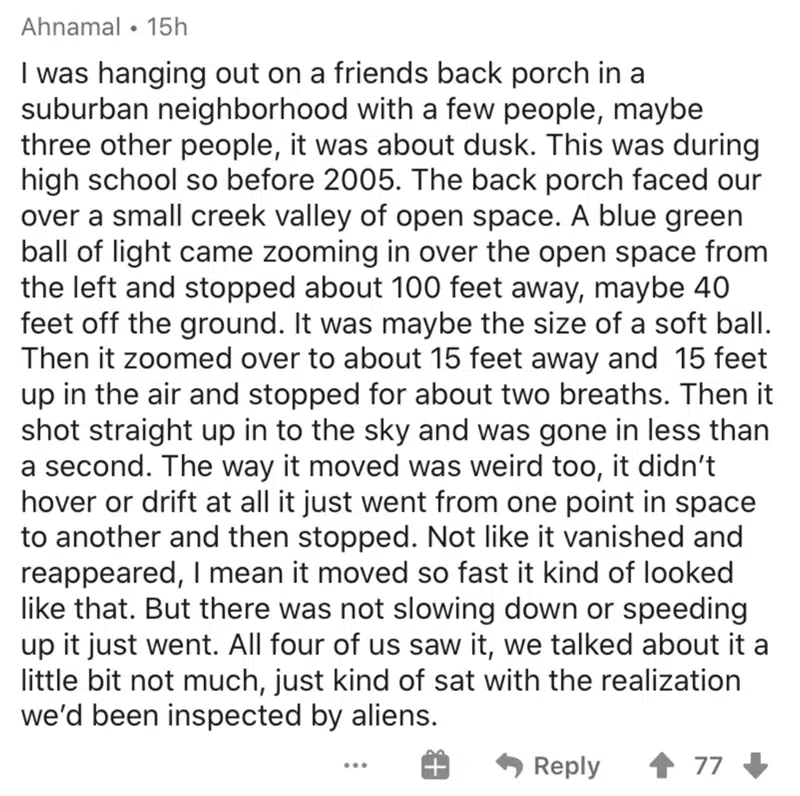 Ahnamal • 15h
I was hanging out on a friends back porch in a
suburban neighborhood with a few people, maybe
three other people, it was about dusk. This was during
high school so before 2005. The back porch faced our
over a small creek valley of open space. A blue green
ball of light came zooming in over the open space from
the left and stopped about 100 feet away, maybe 40
feet off the ground. It was maybe the size of a soft ball.
Then it zoomed over to about 15 feet away and  15 feet
up in the air and stopped for about two breaths. Then it
shot straight up in to the sky and was gone in less than
a second. The way it moved was weird too, it didn't
hover or drift at all it just went from one point in space
to another and then stopped. Not like it vanished and
reappeared, I mean it moved so fast it kind of looked
like that. But there was not slowing down or speeding
up it just went. All four of us saw it, we talked about it a
little bit not much, just kind of sat with the realization
we'd been inspected by aliens.
... Reply 77